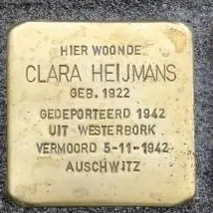 HIER WOONDE
CLARA HEIJMANS
GEB. 1922
GEDEPORTEERD 1942
UIT WESTERBORK
VERMOORD 5-11-1942
AUSCHWITZ